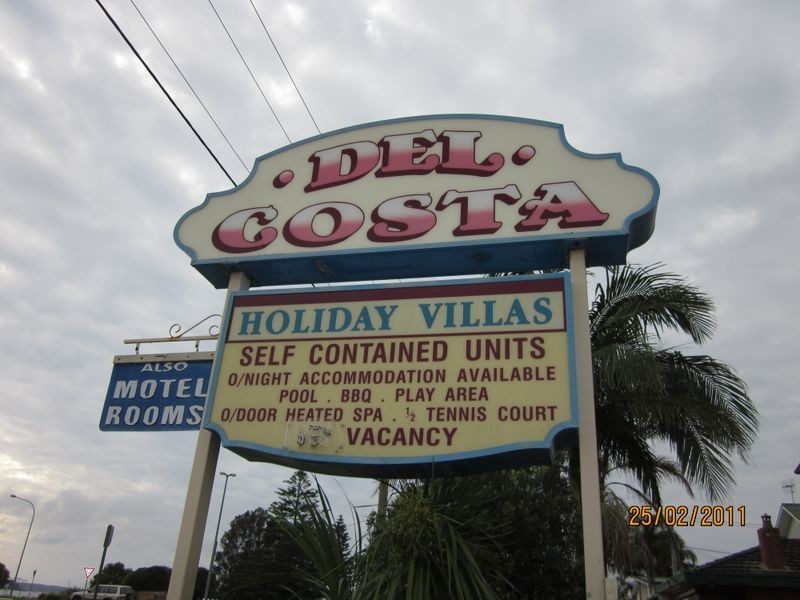 · DEL ·
COSTA
HOLIDAY VILLAS
SELF CONTAINED UNITS
O/NIGHT ACCOMMODATION AVAILABLE
POOL . BBQ . PLAY AREA
O/DOOR HEATED SPA . ½ TENNIS COURT
VACANCY
ALSO
MOTEL
ROOMS
25/02/2011